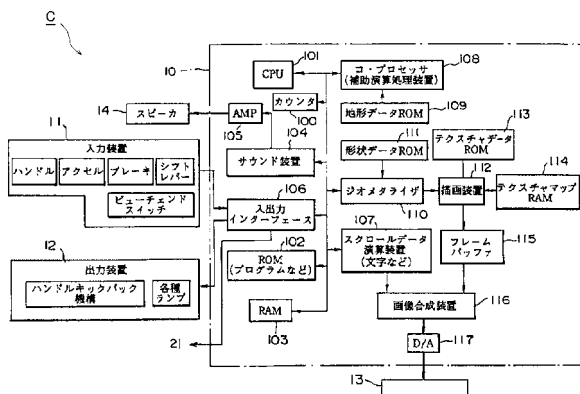 C
10
101
CPU
コ・プロセッサ
(補助演算処理装置)
108
カウンタ
100
地形データROM
109
113
14
スピーカ
AMP
105
104
111
テクスチャデータ
ROM
11
入力装置
サウンド装置
形状データROM
112
114
ハンドル
アクセル
ブレーキ
シフト
レバー
106
ジオメタライザ
110
描画装置
テクスチャマップ
RAM
ビューチェンド
スイッチ
入出力
インターフェース
107
12
出力装置
102
ROM
(プログラムなど)
スクロールデータ
演算装置
(文字など)
フレーム
バッファ
115
ハンドルキックバック
機構
各種
ランプ
画像合成装置
116
21
RAM
103
D/A
117
13